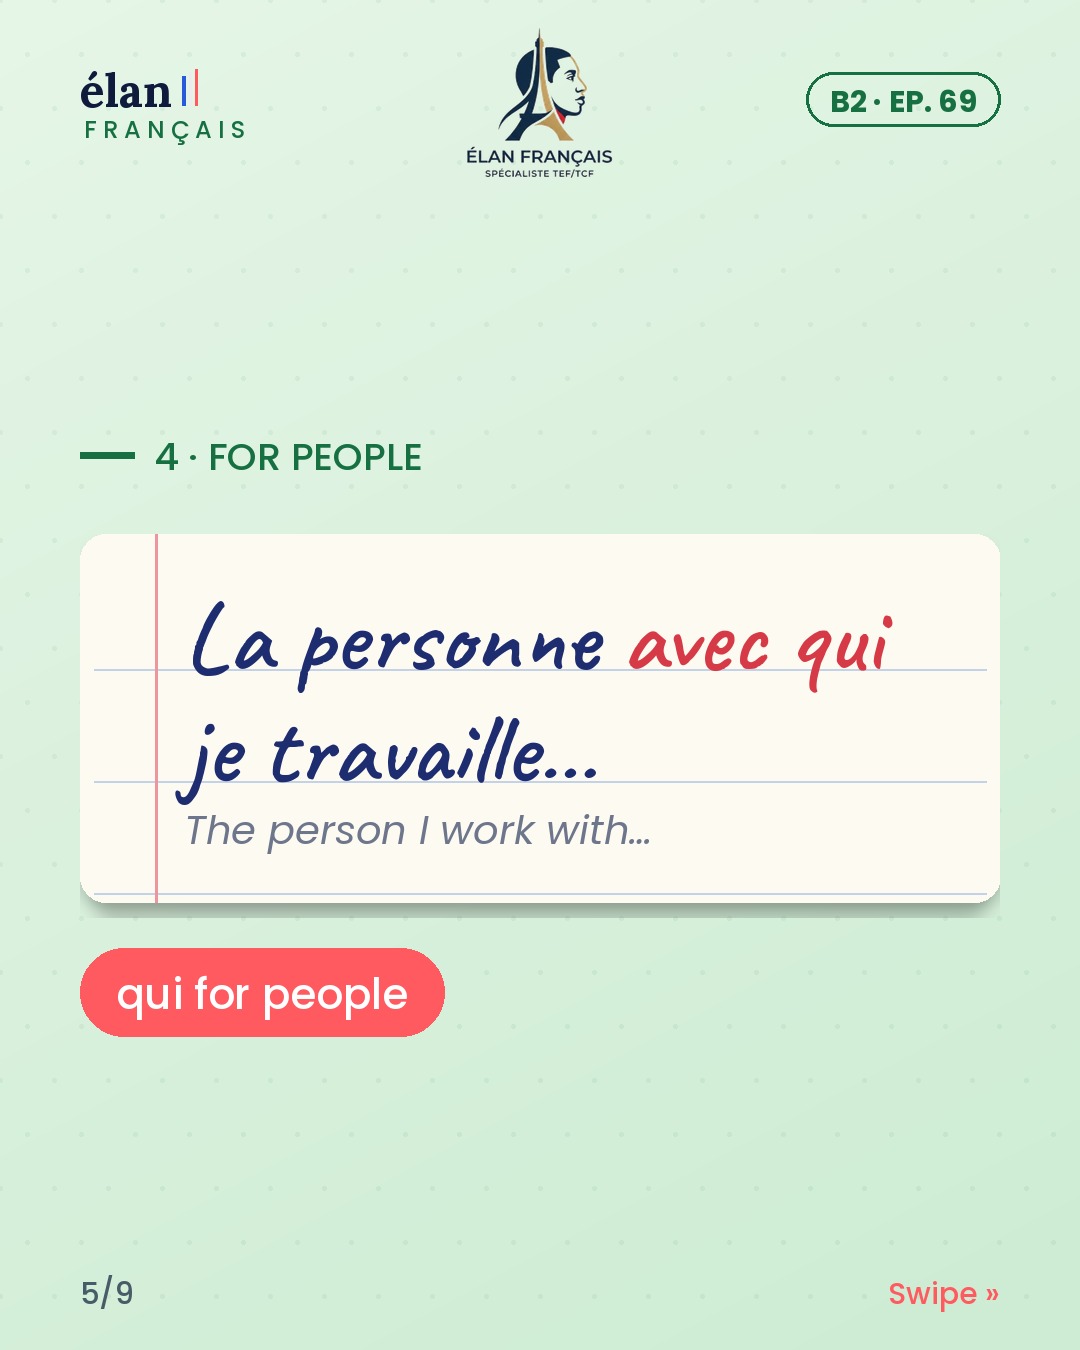 élan
FRANÇAIS
ÉLAN FRANÇAIS
SPÉCIALISTE TEF/TCF
B2 · EP. 69
4 · FOR PEOPLE
La personne avec qui
je travaille...
The person I work with...
qui for people
5/9
Swipe »